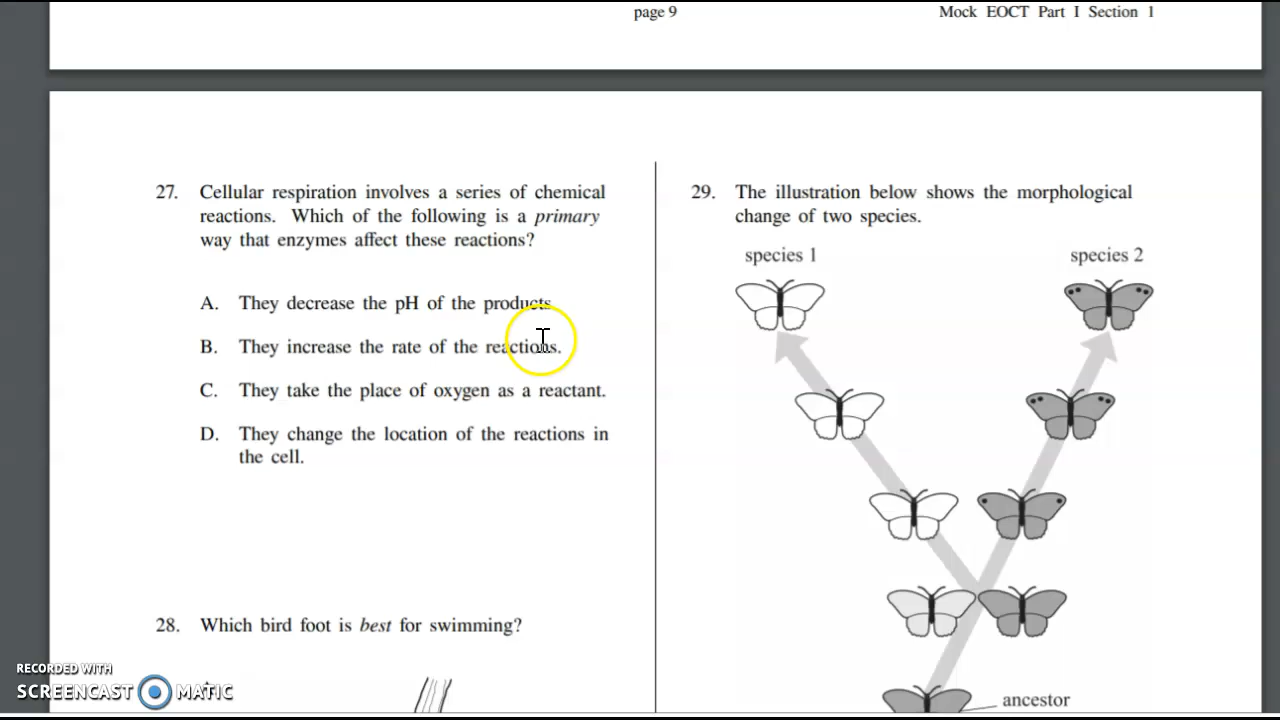 page 9
Mock EOCT Part I Section 1
27. Cellular respiration involves a series of chemical
reactions. Which of the following is a primary
way that enzymes affect these reactions?
A. They decrease the pH of the products.
B. They increase the rate of the reactions.
C. They take the place of oxygen as a reactant.
D. They change the location of the reactions in
the cell.
28. Which bird foot is best for swimming?
29. The illustration below shows the morphological
change of two species.
species 1
species 2
ancestor
RECORDED WITH
SCREENCAST MATIC